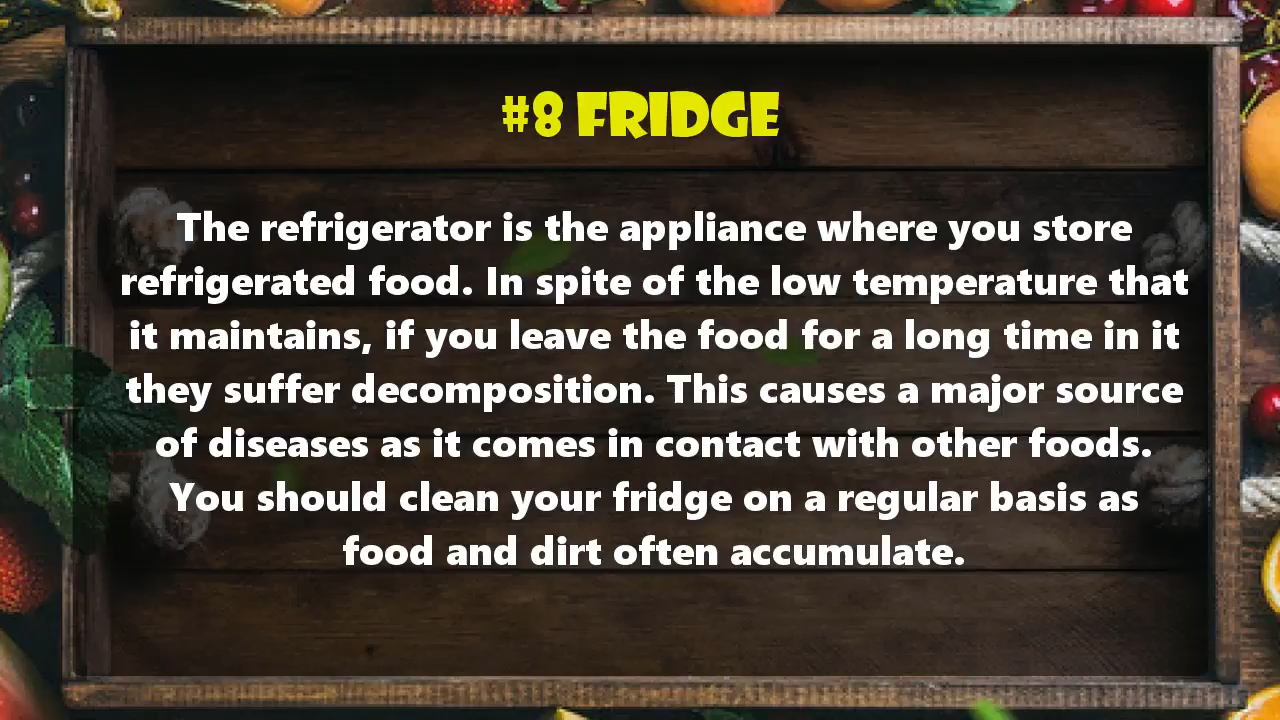 #8 FRIDGE
The refrigerator is the appliance where you store
refrigerated food. In spite of the low temperature that
it maintains, if you leave the food for a long time in it
they suffer decomposition. This causes a major source
of diseases as it comes in contact with other foods.
You should clean your fridge on a regular basis as
food and dirt often accumulate.